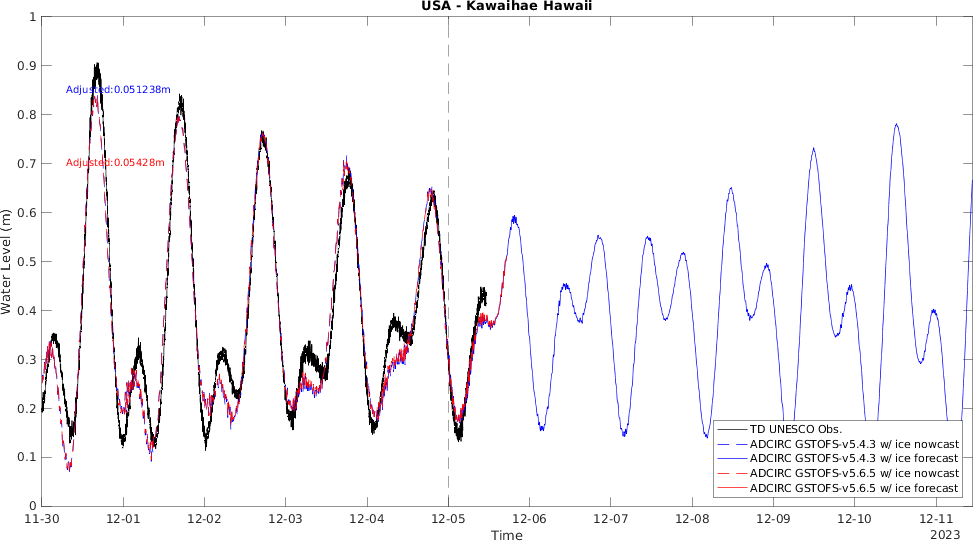 USA - Kawaihae Hawaii
1
0.9
0.8
0.7
0.6
0.5
0.4
0.3
0.2
0.1
0
Water Level (m)
Adjusted:0.051238m
Adjusted:0.05428m
TD UNESCO Obs.
ADCIRC GSTOFS-v5.4.3 w/ ice nowcast
ADCIRC GSTOFS-v5.4.3 w/ ice forecast
ADCIRC GSTOFS-v5.6.5 w/ ice nowcast
ADCIRC GSTOFS-v5.6.5 w/ ice forecast
11-30 12-01 12-02 12-03 12-04 12-05 12-06 12-07 12-08 12-09 12-10 12-11
Time
2023